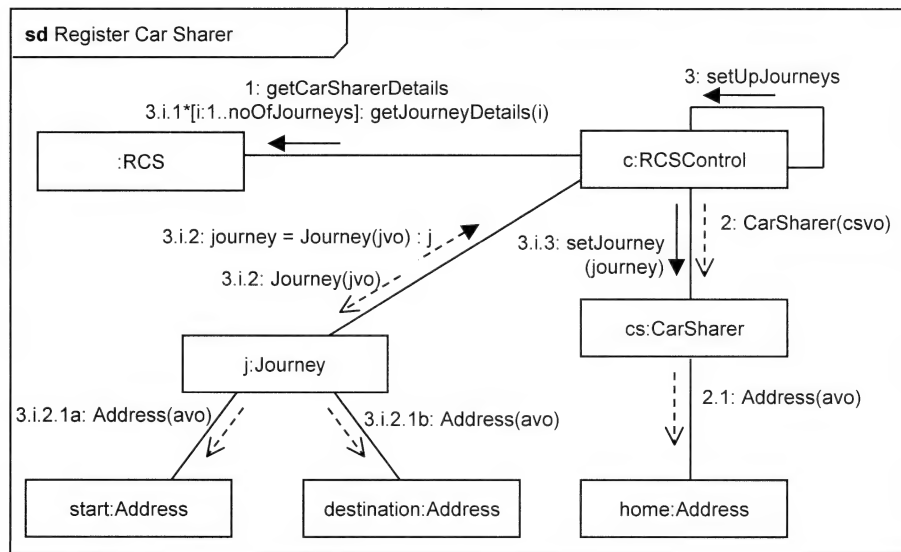 sd Register Car Sharer
1: getCarSharerDetails
3.i.1*[i:1..noOfJourneys]: getJourneyDetails(i)
3: setUpJourneys
:RCS
c:RCSControl
3.i.2: journey = Journey(jvo) : j
3.i.2: Journey(jvo)
3.i.3: setJourney
(journey)
2: CarSharer(csvo)
j:Journey
cs:CarSharer
3.i.2.1a: Address(avo)
3.i.2.1b: Address(avo)
2.1: Address(avo)
start:Address
destination:Address
home:Address